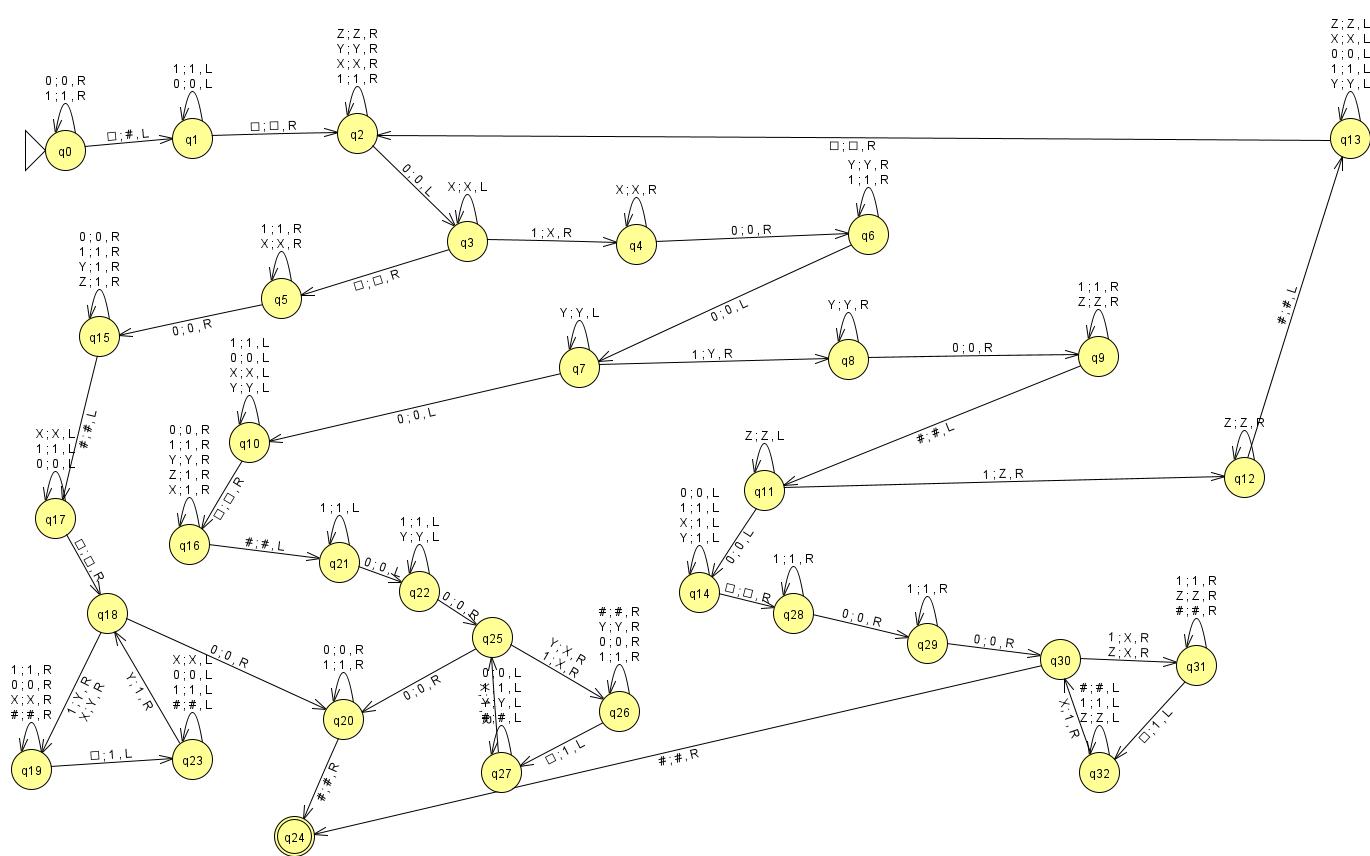 Z ; Z , R
Y ; Y , R
X ; X , R
1 ; 1 , R
Z ; Z , L
X ; X , L
0 ; 0 , L
1 ; 1 , L
Y ; Y , L
0 ; 0 , R
1 ; 1 , R
1 ; 1 , L
0 ; 0 , L
□ ; # , L
□ ; □ , R
q0
q1
q2
q13
□ ; □ , R
0 ; 0 , L
X ; X , L
X ; X , R
Y ; Y , R
1 ; 1 , R
q3
1 ; X , R
q4
0 ; 0 , R
q6
0 ; 0 , R
1 ; 1 , R
Y ; 1 , R
Z ; 1 , R
1 ; 1 , R
X ; X , R
□ ; □ , R
q5
q15
0 ; 0 , R
0 ; 0 , L
Y ; Y , L
Y ; Y , R
1 ; 1 , R
Z ; Z , R
q7
1 ; Y , R
q8
0 ; 0 , R
q9
# ; # , L
1 ; 1 , L
0 ; 0 , L
X ; X , L
Y ; Y , L
0 ; 0 , L
q10
# ; # , L
# ; # , L
X ; X , L
1 ; 1 , L
0 ; 0 , L
q17
0 ; 0 , R
1 ; 1 , R
Y ; Y , R
Z ; 1 , R
X ; 1 , R
□ ; □ , R
q16
Z ; Z , L
q11
1 ; Z , R
Z ; Z , R
q12
# ; # , L
1 ; 1 , L
q21
0 ; 0 , L
1 ; 1 , L
Y ; Y , L
q22
0 ; 0 , R
0 ; 0 , L
1 ; 1 , L
X ; 1 , L
Y ; 1 , L
0 ; 0 , L
q14
□ ; □ , R
1 ; 1 , R
q28
0 ; 0 , R
1 ; 1 , R
q29
0 ; 0 , R
q30
1 ; X , R
Z ; X , R
1 ; 1 , R
Z ; Z , R
# ; # , R
q31
□ ; □ , R
q18
0 ; 0 , R
q25
Y ; X , R
1 ; X , R
# ; # , R
Y ; Y , R
0 ; 0 , R
1 ; 1 , R
q26
1 ; 1 , R
0 ; 0 , R
X ; X , R
# ; # , R
1 ; Y , R
X ; Y , R
Y ; 1 , R
X ; X , L
0 ; 0 , L
1 ; 1 , L
# ; # , L
0 ; 0 , R
1 ; 1 , R
q20
0 ; 0 , R
# ; # , L
□ ; 1 , L
q19
□ ; 1 , L
q23
q27
# ; # , R
X ; 1 , R
# ; # , L
1 ; 1 , L
Z ; Z , L
□ ; 1 , L
q32
# ; # , R
q24